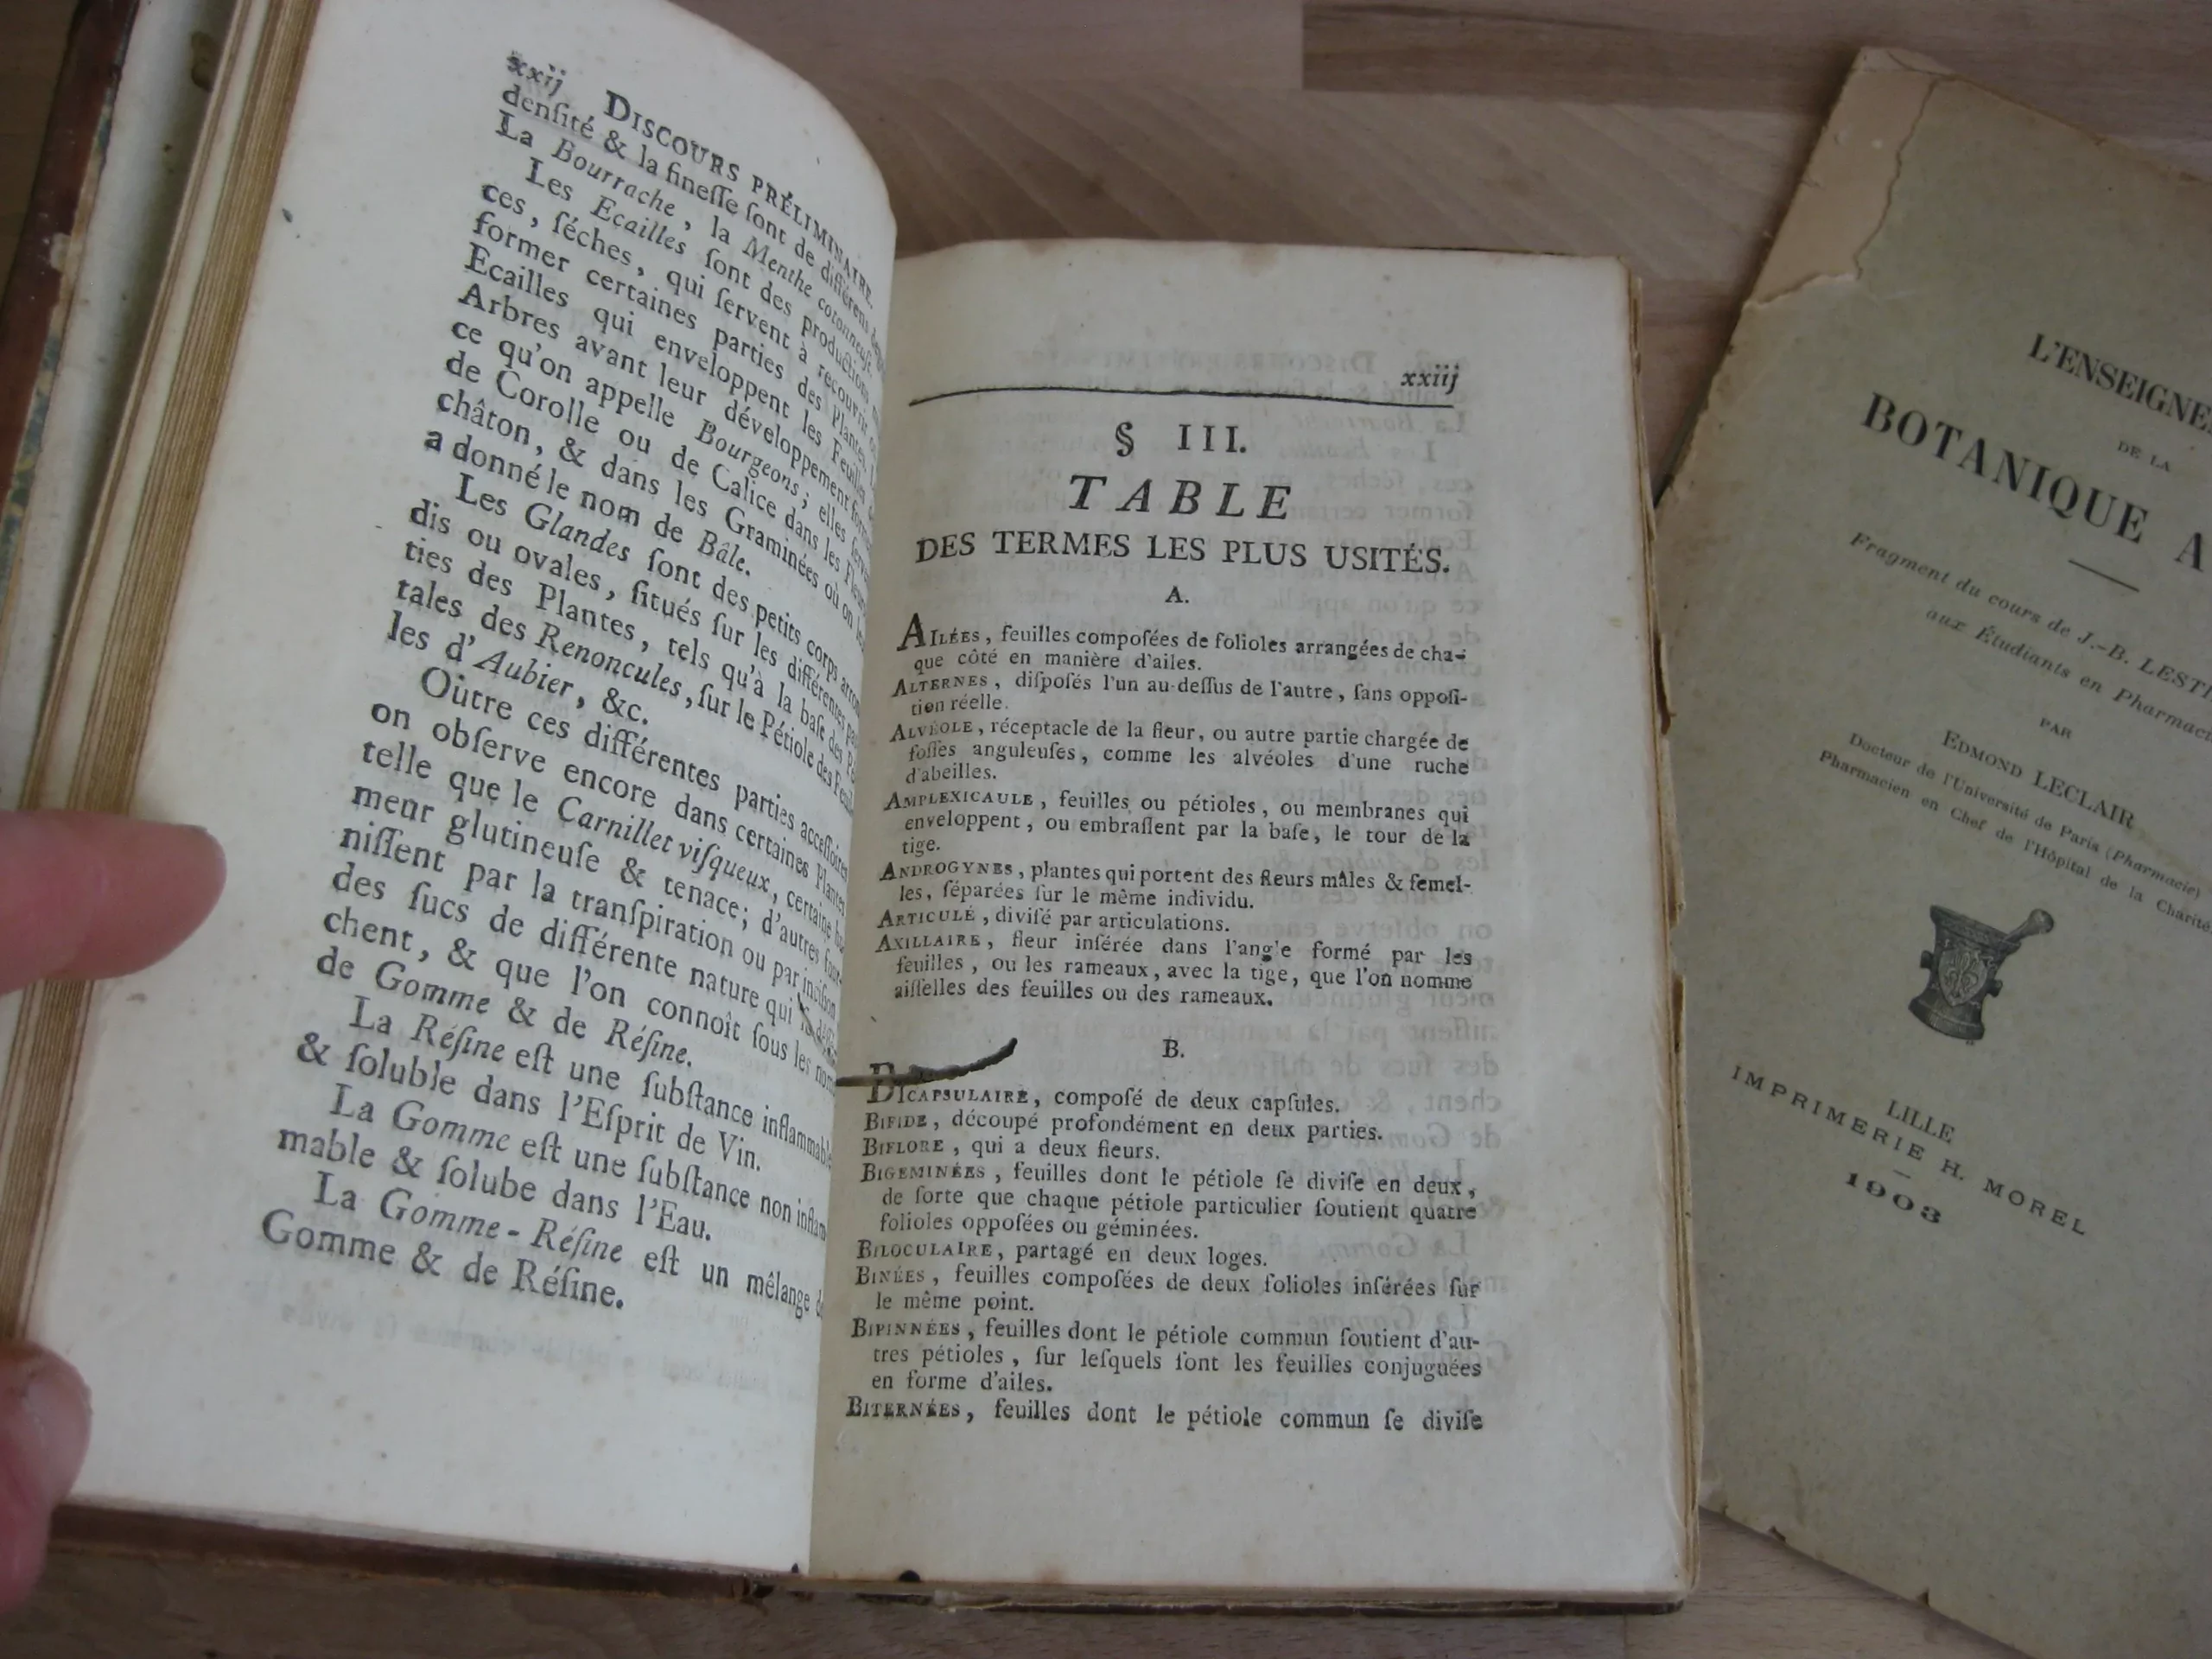 xxij DISCOURS PRÉLIMINAIRE.
denſité & la fineſſe ſont de différens
La Bourrache, la Menthe cotonneuſe.
Les Ecailles ſont des productions
ces, ſéches, qui ſervent à recouvrir
former certaines parties des Plantes.
Ecailles qui enveloppent les Feuilles
Arbres avant leur développement
ce qu'on appelle Bourgeons; elles
de Corolle ou de Calice dans les
châton, & dans les Graminées où on
a donné le nom de Bâle.
Les Glandes ſont des petits corps
dis ou ovales, ſitués ſur les différentes
ties des Plantes, tels qu'à la baſe des
tales des Renoncules, ſur le Pétiole des
les d'Aubier, &c.
Outre ces différentes parties acceſſoires
on obſerve encore dans certaines Plantes
telle que le Carnillet viſqueux, certaine
meur glutineuſe & tenace; d'autres
niſſent par la tranſpiration ou par inciſion
des ſucs de différente nature qui
chent, & que l'on connoît ſous les
de Gomme & de Réſine.
La Réſine eſt une ſubſtance inflammable
& ſoluble dans l'Eſprit de Vin.
La Gomme eſt une ſubſtance non
mable & ſolube dans l'Eau.
La Gomme-Réſine eſt un mêlange
Gomme & de Réſine.
xxiij
§ III.
TABLE
DES TERMES LES PLUS USITÉS.
A.
AILÉES, feuilles compoſées de folioles arrangées de cha-
que côté en manière d'ailes.
ALTERNES, diſpoſés l'un au-deſſus de l'autre, ſans oppoſi-
tion réelle.
ALVÉOLE, réceptacle de la fleur, ou autre partie chargée de
foſſes anguleuſes, comme les alvéoles d'une ruche
d'abeilles.
AMPLEXICAULE, feuilles ou pétioles, ou membranes qui
enveloppent, ou embraſſent par la baſe, le tour de la
tige.
ANDROGYNES, plantes qui portent des fleurs mâles & femel-
les, ſéparées ſur le même individu.
ARTICULÉ, diviſé par articulations.
AXILLAIRE, fleur inſérée dans l'angle formé par les
feuilles, ou les rameaux, avec la tige, que l'on nomme
aiſſelles des feuilles ou des rameaux.
B.
BICAPSULAIRE, compoſé de deux capſules.
BIFIDE, découpé profondément en deux parties.
BIFLORE, qui a deux fleurs.
BIGEMINÉES, feuilles dont le pétiole ſe diviſe en deux,
de ſorte que chaque pétiole particulier ſoutient quatre
folioles oppoſées ou géminées.
BILOCULAIRE, partagé en deux loges.
BINÉES, feuilles compoſées de deux folioles inſérées ſur
le même point.
BIPINNÉES, feuilles dont le pétiole commun ſoutient d'au-
tres pétioles, ſur leſquels ſont les feuilles conjuguées
en forme d'ailes.
BITERNÉES, feuilles dont le pétiole commun ſe diviſe
L'ENSEIGNE
DE LA
BOTANIQUE A
Fragment du cours de J.-B. LEST
aux Étudiants en Pharmac
PAR
EDMOND LECLAIR
Docteur de l'Université de Paris (Pharmacie)
Pharmacien en Chef de l'Hôpital de la Charité
LILLE
IMPRIMERIE H. MOREL
1903